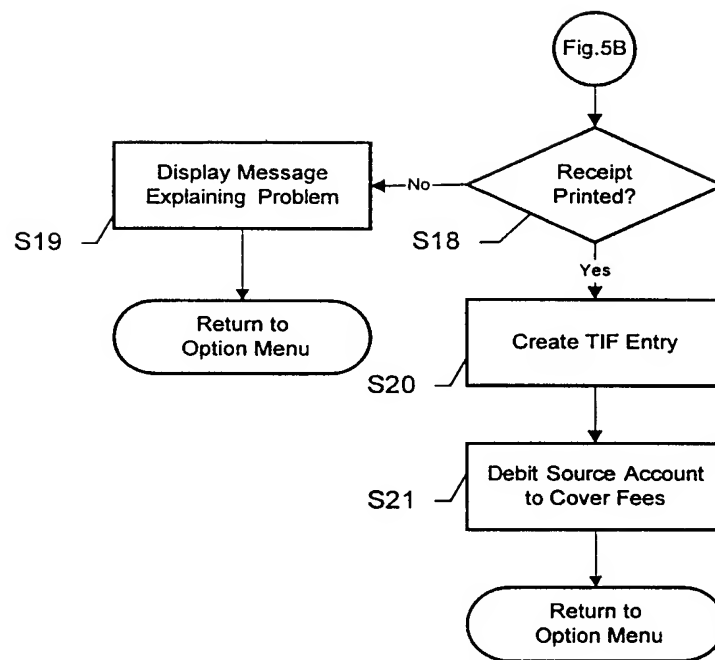 Fig.5B
Receipt
Printed?
No
S18
Display Message
Explaining Problem
S19
Return to
Option Menu
Yes
Create TIF Entry
S20
Debit Source Account
to Cover Fees
S21
Return to
Option Menu